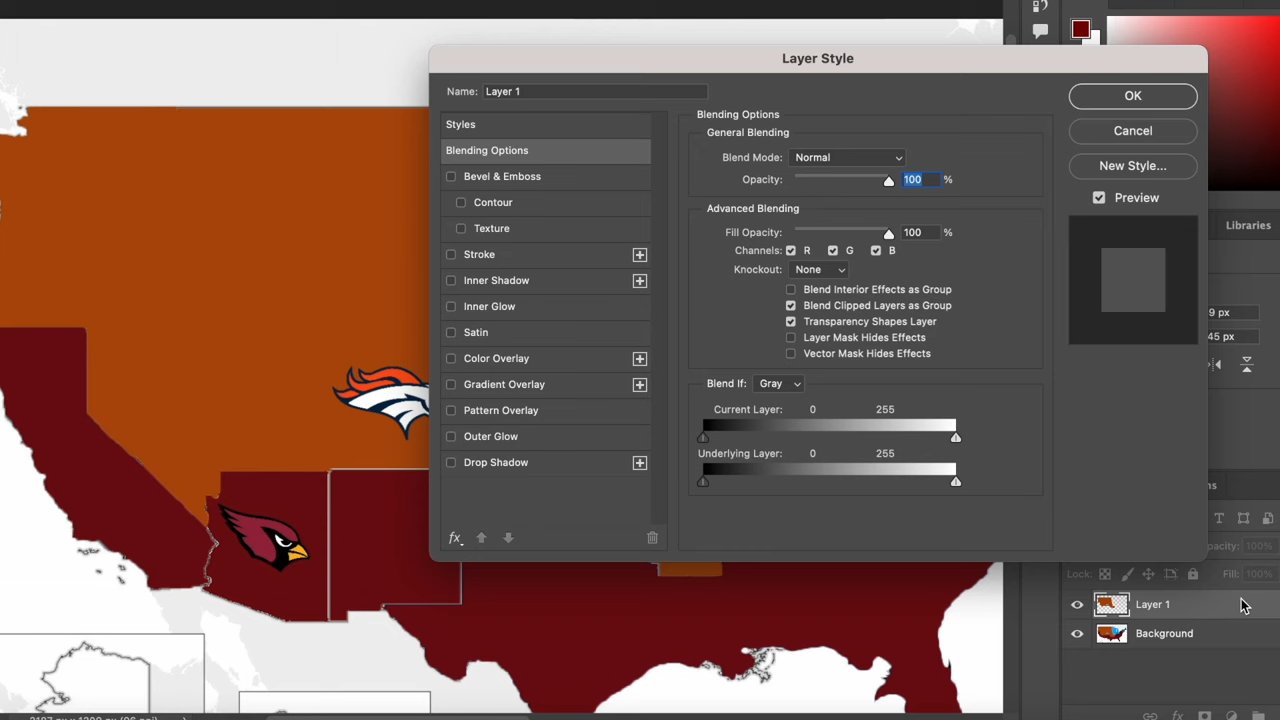 Layer Style
Name: Layer 1
OK
Cancel
New Style...
Preview
Styles
Blending Options
Bevel & Emboss
Contour
Texture
Stroke
Inner Shadow
Inner Glow
Satin
Color Overlay
Gradient Overlay
Pattern Overlay
Outer Glow
Drop Shadow
fx
Blending Options
General Blending
Blend Mode: Normal
Opacity: 100 %
Advanced Blending
Fill Opacity: 100 %
Channels: R G B
Knockout: None
Blend Interior Effects as Group
Blend Clipped Layers as Group
Transparency Shapes Layer
Layer Mask Hides Effects
Vector Mask Hides Effects
Blend If: Gray
Current Layer: 0 255
Underlying Layer: 0 255
Libraries
9 px
45 px
Opacity: 100%
Lock: Fill: 100%
Layer 1
Background